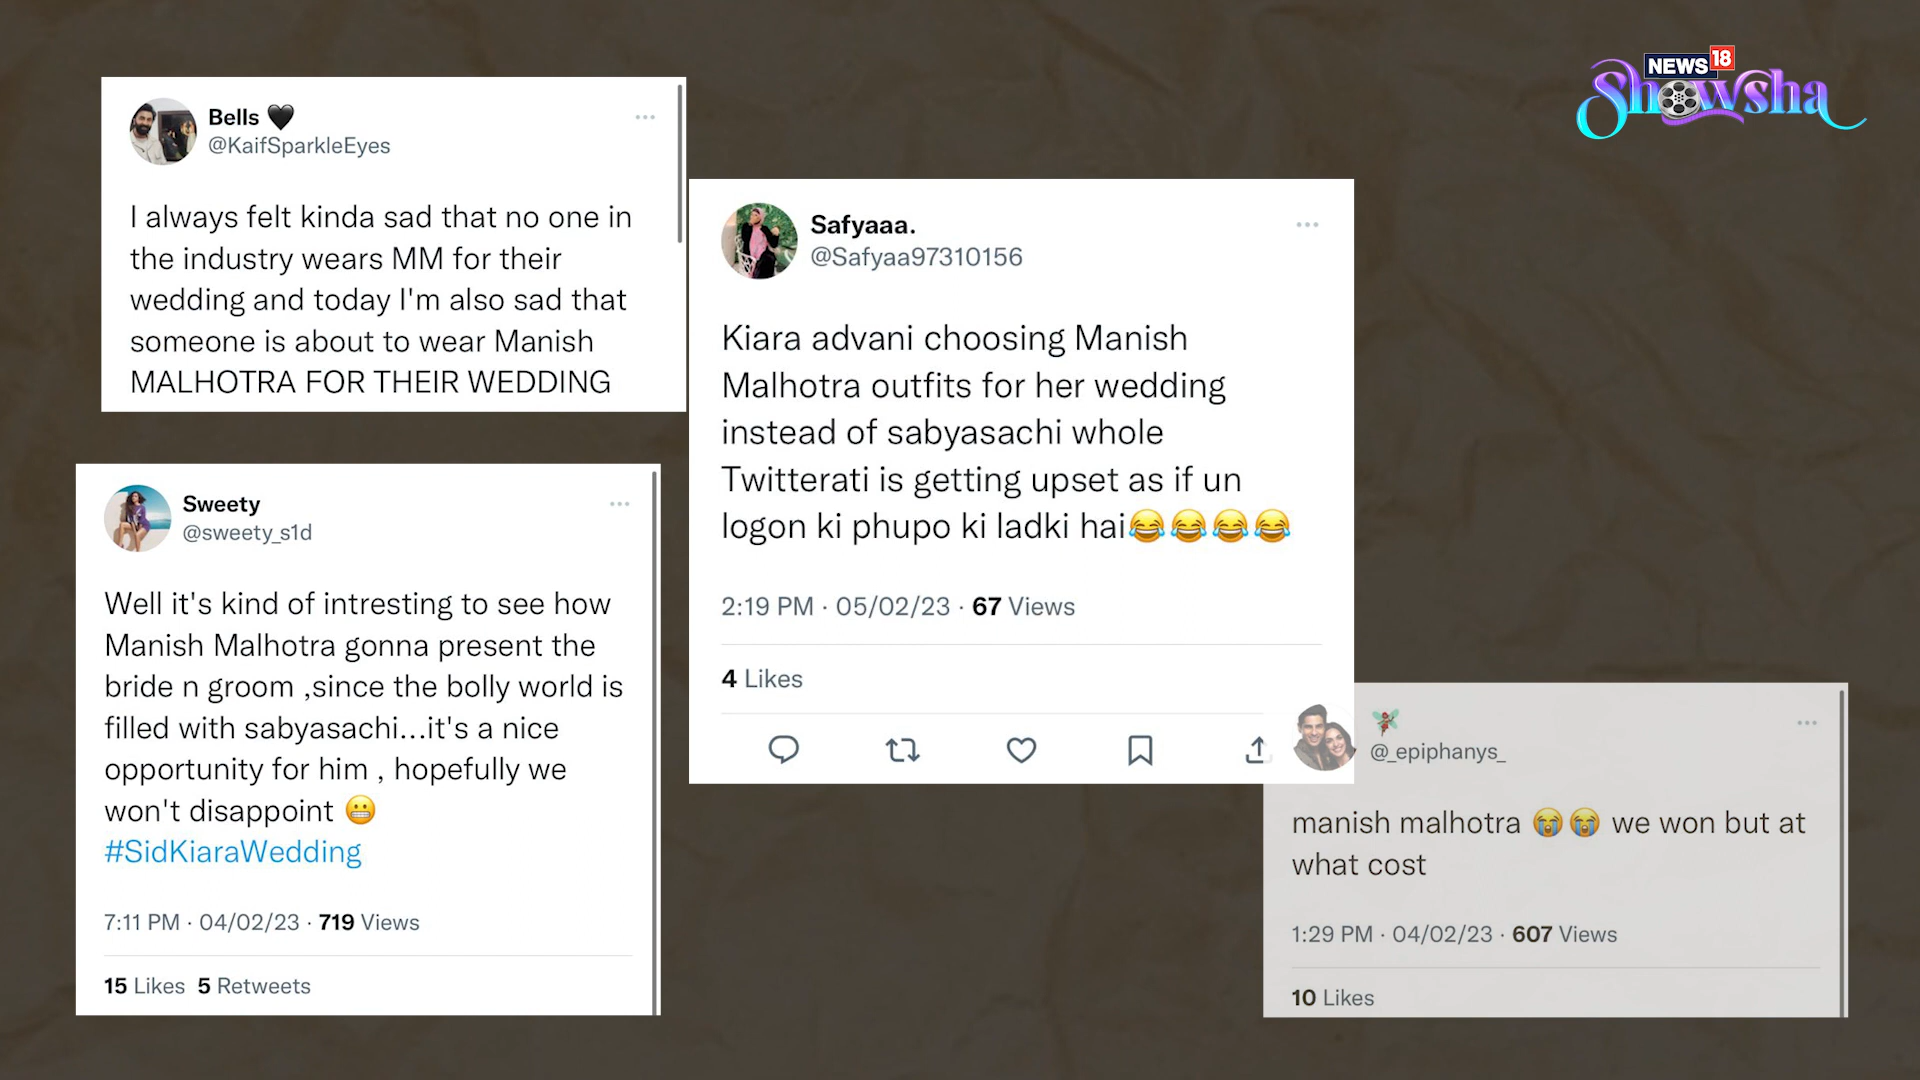 NEWS 18
Showsha
Bells 🖤
@KaifSparkleEyes
I always felt kinda sad that no one in
the industry wears MM for their
wedding and today I'm also sad that
someone is about to wear Manish
MALHOTRA FOR THEIR WEDDING
Safyaaa.
@Safyaa97310156
Kiara advani choosing Manish
Malhotra outfits for her wedding
instead of sabyasachi whole
Twitterati is getting upset as if un
logon ki phupo ki ladki hai😂😂😂😂
2:19 PM · 05/02/23 · 67 Views
4 Likes
Sweety
@sweety_s1d
Well it's kind of intresting to see how
Manish Malhotra gonna present the
bride n groom ,since the bolly world is
filled with sabyasachi...it's a nice
opportunity for him , hopefully we
won't disappoint 😬
#SidKiaraWedding
7:11 PM · 04/02/23 · 719 Views
15 Likes 5 Retweets
🧚
@_epiphanys_
manish malhotra 😭😭 we won but at
what cost
1:29 PM · 04/02/23 · 607 Views
10 Likes